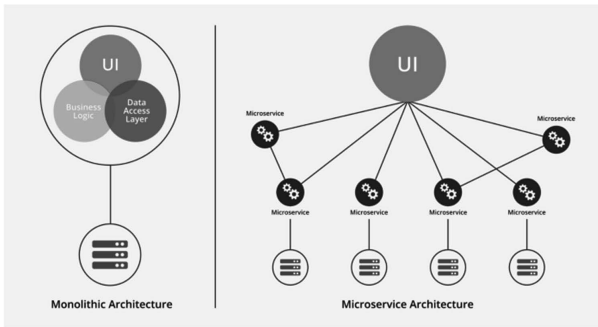 UI
Business
Logic
Data
Access
Layer
Monolithic Architecture
UI
Microservice
Microservice
Microservice
Microservice
Microservice
Microservice
Microservice Architecture